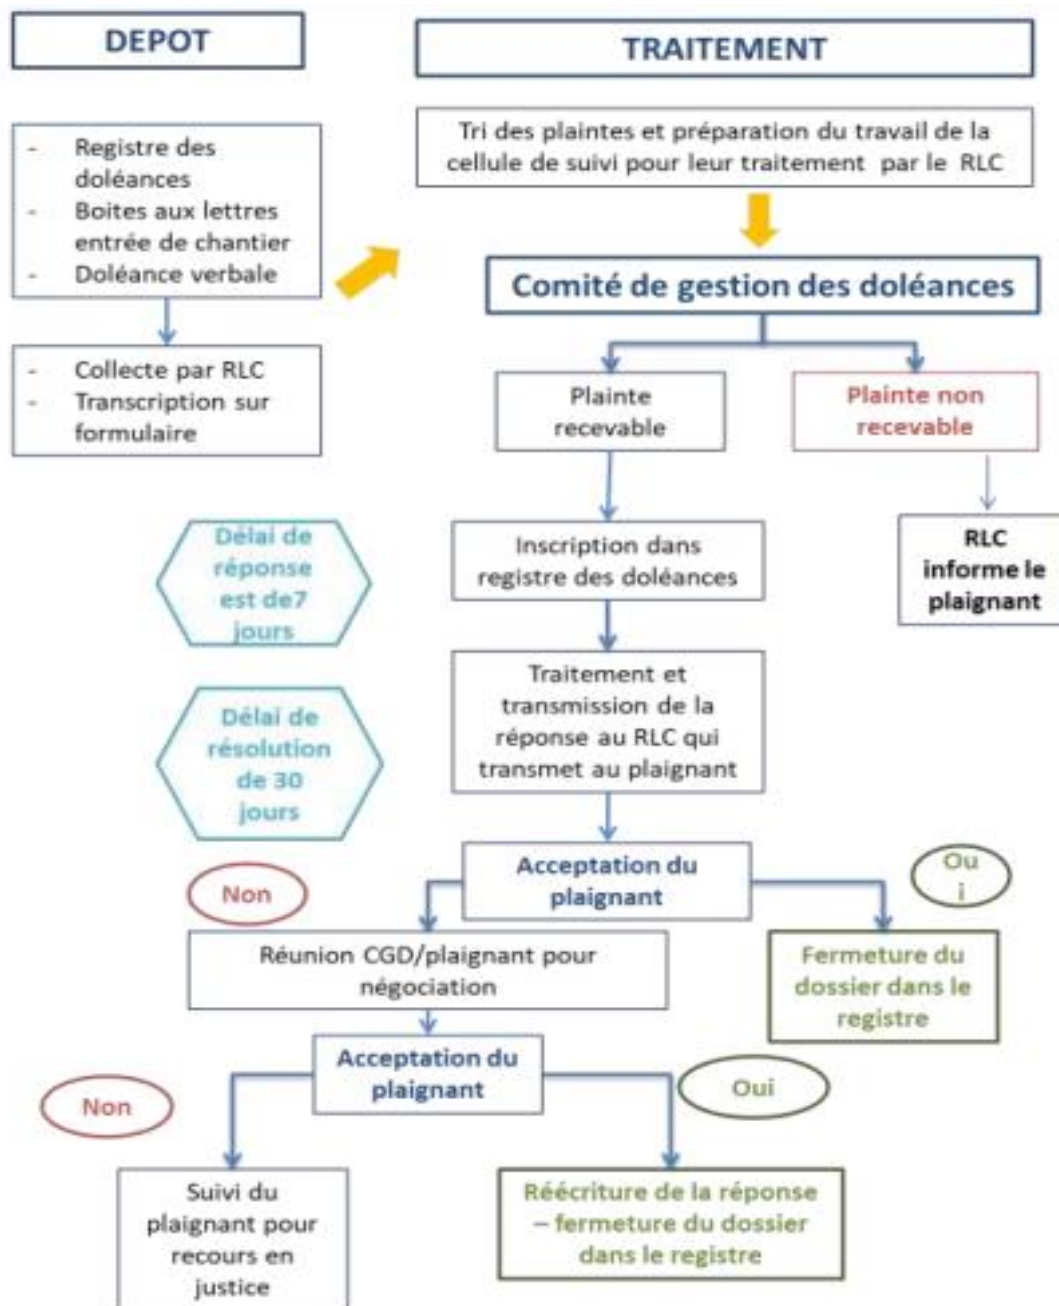 DEPOT
- Registre des
doléances
- Boites aux lettres
entrée de chantier
- Doléance verbale
- Collecte par RLC
- Transcription sur
formulaire
TRAITEMENT
Tri des plaintes et préparation du travail de la
cellule de suivi pour leur traitement par le RLC
Comité de gestion des doléances
Plainte
recevable
Plainte non
recevable
RLC
informe le
plaignant
Inscription dans
registre des doléances
Délai de
réponse
est de7
jours
Traitement et
transmission de la
réponse au RLC qui
transmet au plaignant
Délai de
résolution
de 30
jours
Acceptation du
plaignant
Non
Ou
i
Réunion CGD/plaignant pour
négociation
Fermeture du
dossier dans le
registre
Acceptation du
plaignant
Non
Oui
Suivi du
plaignant pour
recours en
justice
Réécriture de la réponse
– fermeture du dossier
dans le registre